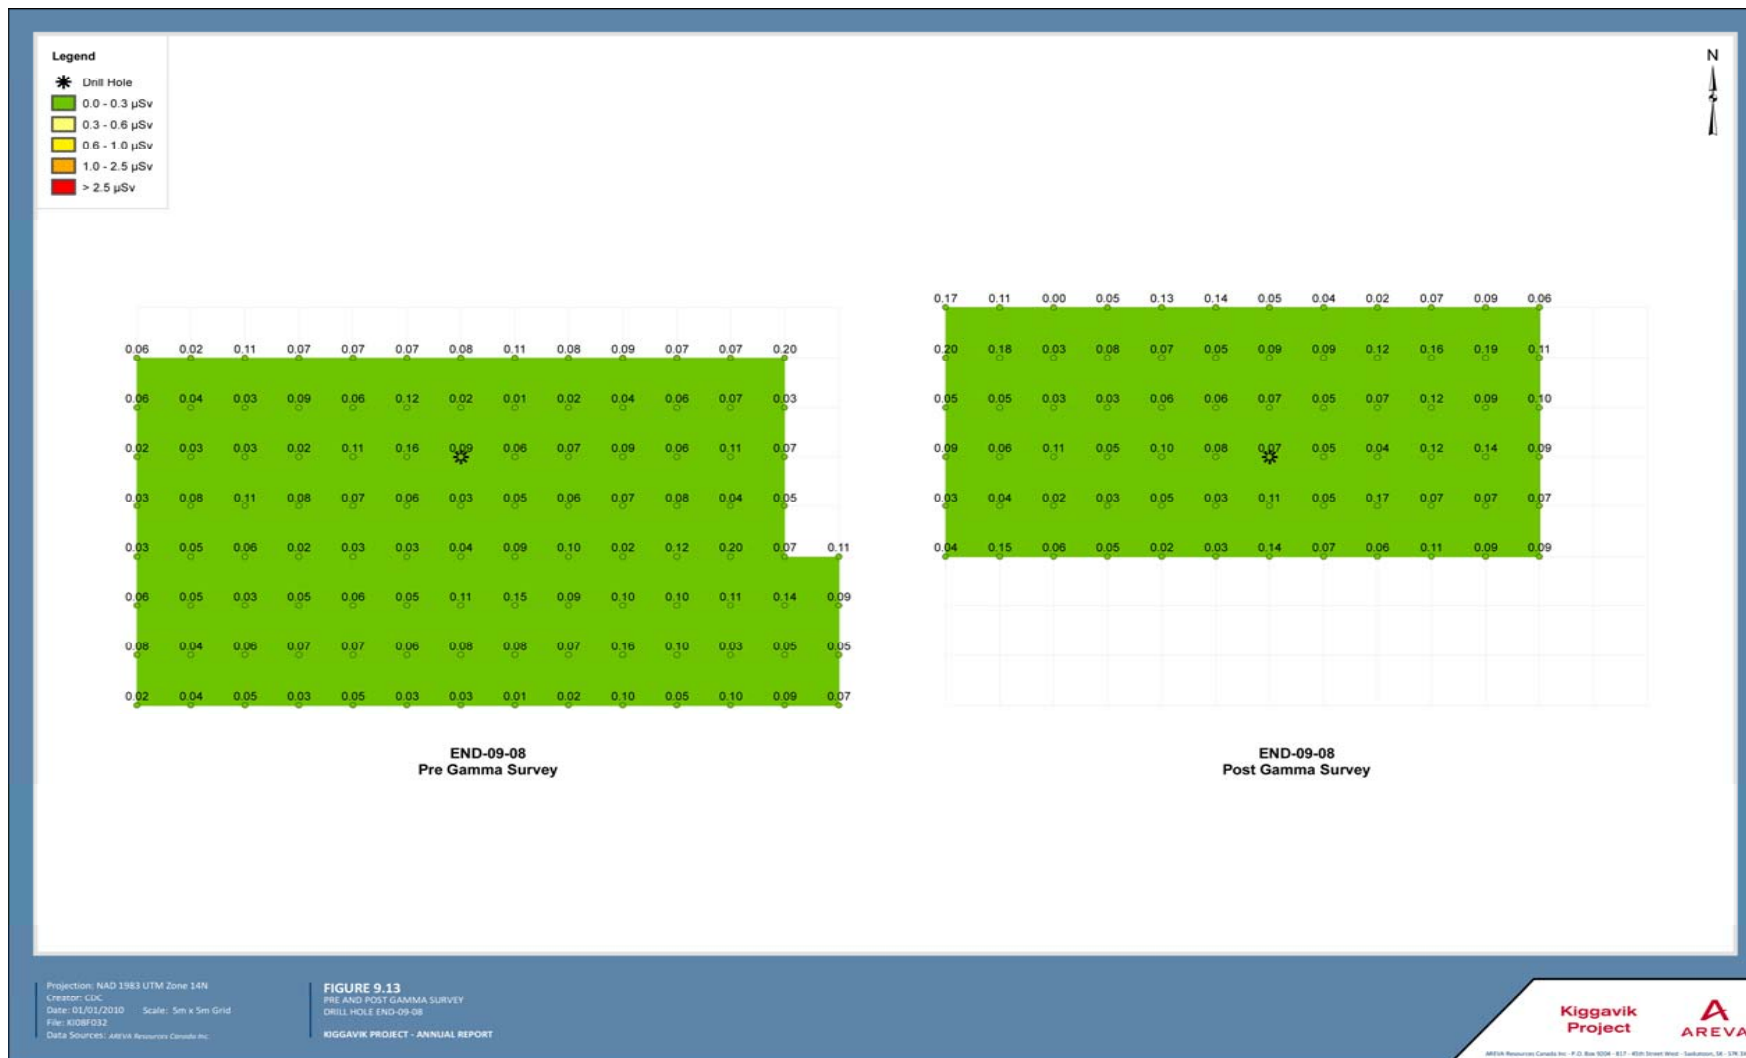 Legend
Drill Hole
0.0 - 0.3 µSv
0.3 - 0.6 µSv
0.6 - 1.0 µSv
1.0 - 2.5 µSv
> 2.5 µSv
N
0.06 0.02 0.11 0.07 0.07 0.07 0.08 0.11 0.08 0.09 0.07 0.07 0.20
0.06 0.04 0.03 0.09 0.06 0.12 0.02 0.01 0.02 0.04 0.06 0.07 0.03
0.02 0.03 0.03 0.02 0.11 0.16 0.09 0.06 0.07 0.09 0.06 0.11 0.07
0.03 0.08 0.11 0.08 0.07 0.06 0.03 0.05 0.06 0.07 0.08 0.04 0.05
0.03 0.05 0.06 0.02 0.03 0.03 0.04 0.09 0.10 0.02 0.12 0.20 0.07 0.11
0.06 0.05 0.03 0.05 0.06 0.05 0.11 0.15 0.09 0.10 0.10 0.11 0.14 0.09
0.08 0.04 0.06 0.07 0.07 0.06 0.08 0.08 0.07 0.16 0.10 0.03 0.05 0.05
0.02 0.04 0.05 0.03 0.05 0.03 0.03 0.01 0.02 0.10 0.05 0.10 0.09 0.07
END-09-08
Pre Gamma Survey
0.17 0.11 0.00 0.05 0.13 0.14 0.05 0.04 0.02 0.07 0.09 0.06
0.20 0.18 0.03 0.08 0.07 0.05 0.09 0.09 0.12 0.16 0.19 0.11
0.05 0.05 0.03 0.03 0.06 0.06 0.07 0.05 0.07 0.12 0.09 0.10
0.09 0.06 0.11 0.05 0.10 0.08 0.07 0.05 0.04 0.12 0.14 0.09
0.03 0.04 0.02 0.03 0.05 0.03 0.11 0.05 0.17 0.07 0.07 0.07
0.04 0.15 0.06 0.05 0.02 0.03 0.14 0.07 0.06 0.11 0.09 0.09
END-09-08
Post Gamma Survey
Projection: NAD 1983 UTM Zone 14N
Creator: CDC
Date: 01/01/2010 Scale: 5m x 5m Grid
File: KI08F032
Data Sources: AREVA Resources Canada Inc.
FIGURE 9.13
PRE AND POST GAMMA SURVEY
DRILL HOLE END-09-08
KIGGAVIK PROJECT - ANNUAL REPORT
Kiggavik
Project
AREVA
AREVA Resources Canada Inc - P.O. Box 9204 - 817 - 45th Street West - Saskatoon, SK - S7K